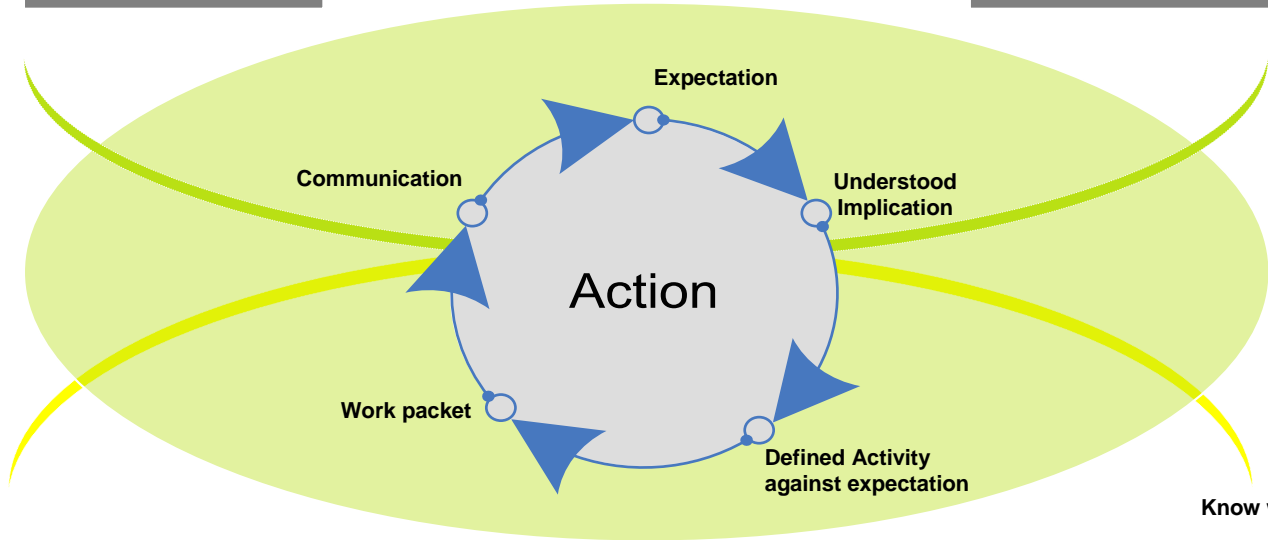 Expectation
Communication
Understood
Implication
Action
Work packet
Defined Activity
against expectation
Know